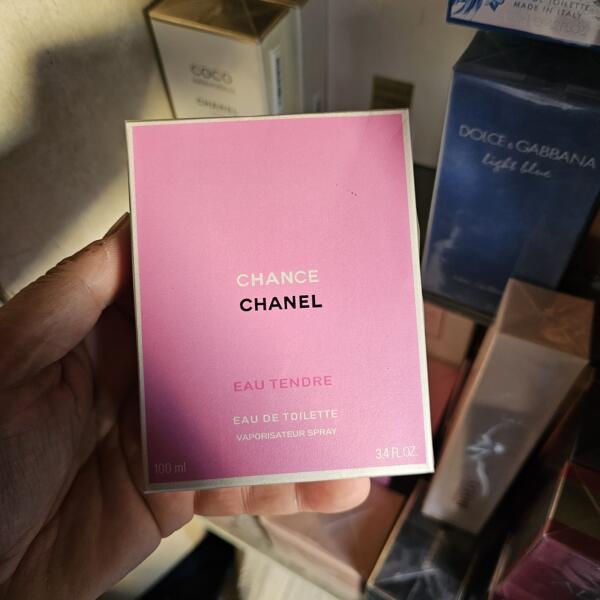 COCO
MADEMOISELLE
CHANEL
MADE IN ITALY
DOLCE & GABBANA
light blue
CHANCE
CHANEL
EAU TENDRE
EAU DE TOILETTE
VAPORISATEUR SPRAY
100 ml
3.4 FL.OZ.